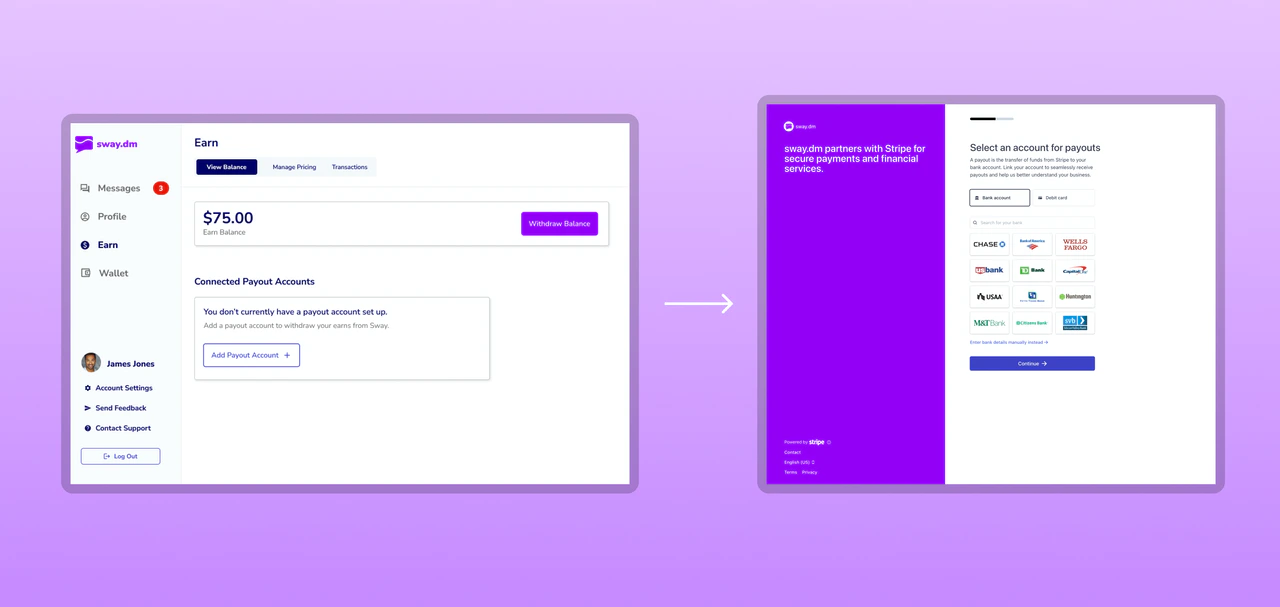 sway.dm
Messages
3
Profile
Earn
Wallet
James Jones
Account Settings
Send Feedback
Contact Support
Log Out
Earn
View Balance
Manage Pricing
Transactions
$75.00
Earn Balance
Withdraw Balance
Connected Payout Accounts
You don't currently have a payout account set up.
Add a payout account to withdraw your earns from Sway.
Add Payout Account +
sway.dm
sway.dm partners with Stripe for
secure payments and financial
services.
Powered by stripe
Contact
English (US)
Terms Privacy
Select an account for payouts
A payout is the transfer of funds from Stripe to your
bank account. Link your account to seamlessly receive
payouts and help us better understand your business.
Bank account
Debit card
Search for your bank
CHASE
Bank of America
WELLS
FARGO
usbank
TD Bank
Capital One
USAA
Huntington
M&T Bank
Citizens Bank
svb
Enter bank details manually instead →
Continue →